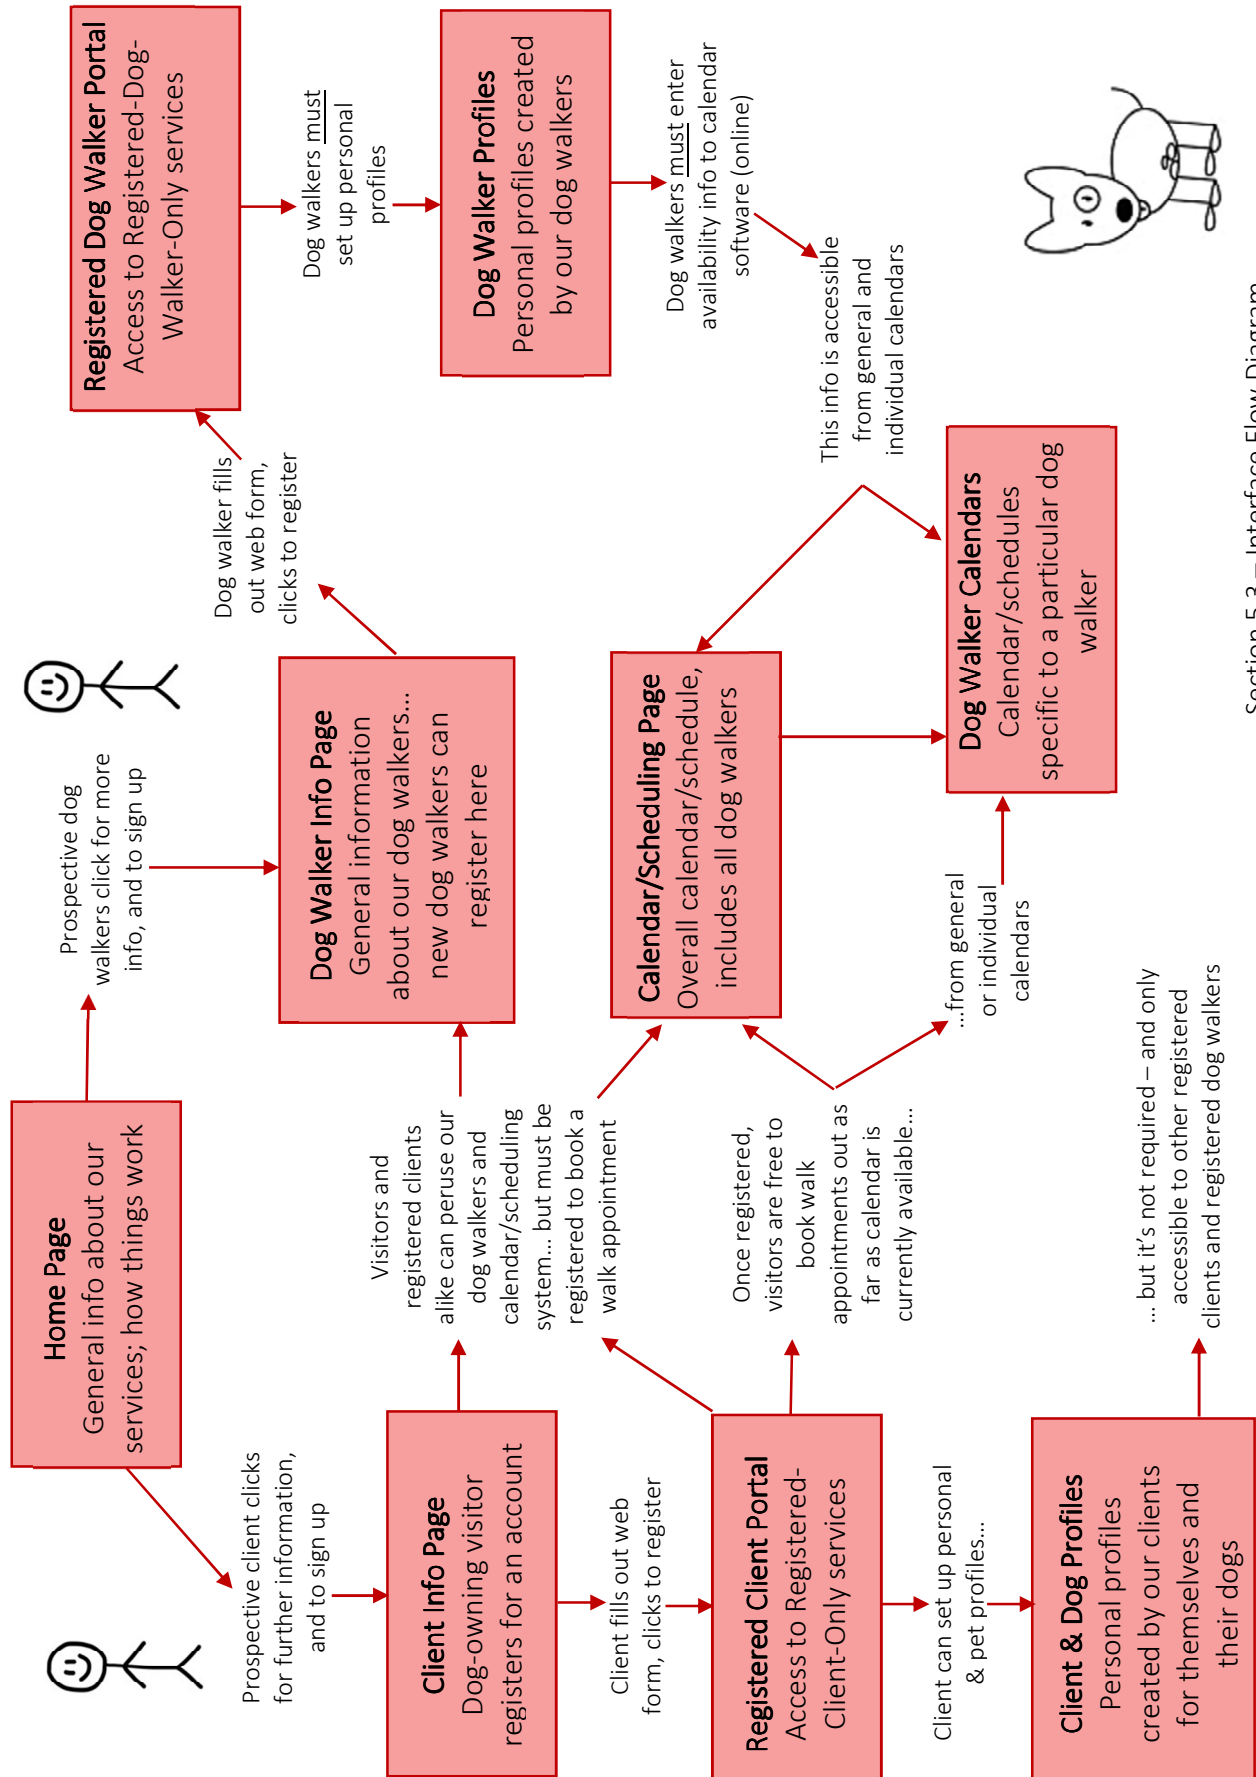 Home Page
General info about our
services; how things work
Prospective client clicks
for further information,
and to sign up
Prospective dog
walkers click for more
info, and to sign up
Client Info Page
Dog-owning visitor
registers for an account
Visitors and
registered clients
alike can peruse our
dog walkers and
calendar/scheduling
system... but must be
registered to book a
walk appointment
Dog Walker Info Page
General information
about our dog walkers...
new dog walkers can
register here
Dog walker fills
out web form,
clicks to register
Registered Dog Walker Portal
Access to Registered-Dog-
Walker-Only services
Dog walkers must
set up personal
profiles
Dog Walker Profiles
Personal profiles created
by our dog walkers
Dog walkers must enter
availability info to calendar
software (online)
This info is accessible
from general and
individual calendars
Client fills out web
form, clicks to register
Registered Client Portal
Access to Registered-
Client-Only services
Once registered,
visitors are free to
book walk
appointments out as
far as calendar is
currently available...
Calendar/Scheduling Page
Overall calendar/schedule,
includes all dog walkers
...from general
or individual
calendars
Dog Walker Calendars
Calendar/schedules
specific to a particular dog
walker
Client can set up personal
& pet profiles...
Client & Dog Profiles
Personal profiles
created by our clients
for themselves and
their dogs
... but it’s not required – and only
accessible to other registered
clients and registered dog walkers
Section 5.3 – Interface Flow Diagram